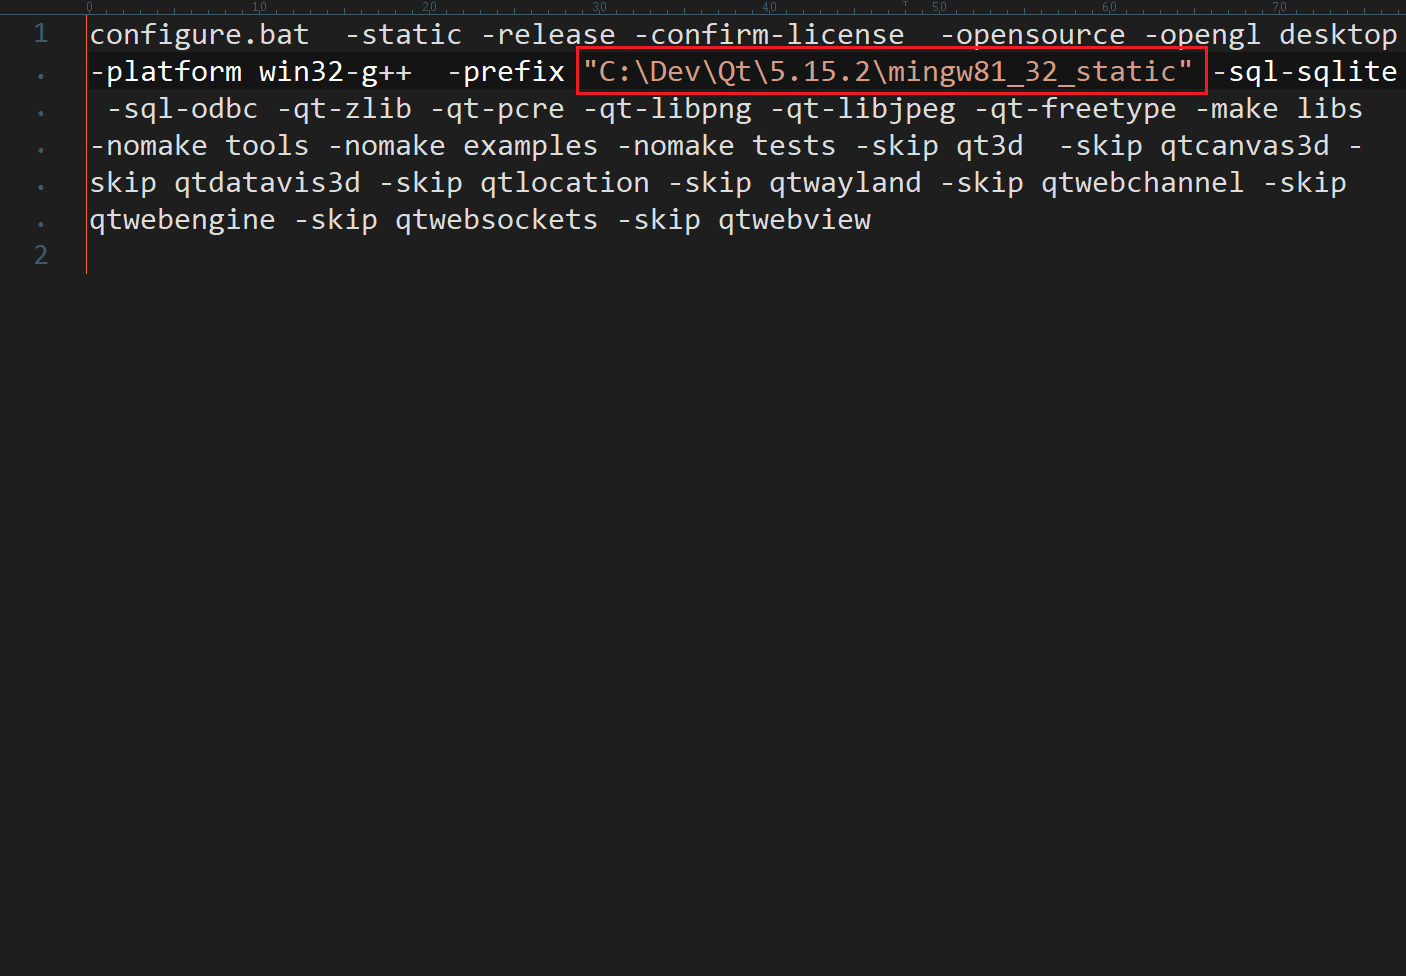 0 10 20 30 40 50 60 70
1 configure.bat  -static -release -confirm-license  -opensource -opengl desktop
-platform win32-g++  -prefix "C:\Dev\Qt\5.15.2\mingw81_32_static" -sql-sqlite
-sql-odbc -qt-zlib -qt-pcre -qt-libpng -qt-libjpeg -qt-freetype -make libs
-nomake tools -nomake examples -nomake tests -skip qt3d  -skip qtcanvas3d -
skip qtdatavis3d -skip qtlocation -skip qtwayland -skip qtwebchannel -skip
qtwebengine -skip qtwebsockets -skip qtwebview
2